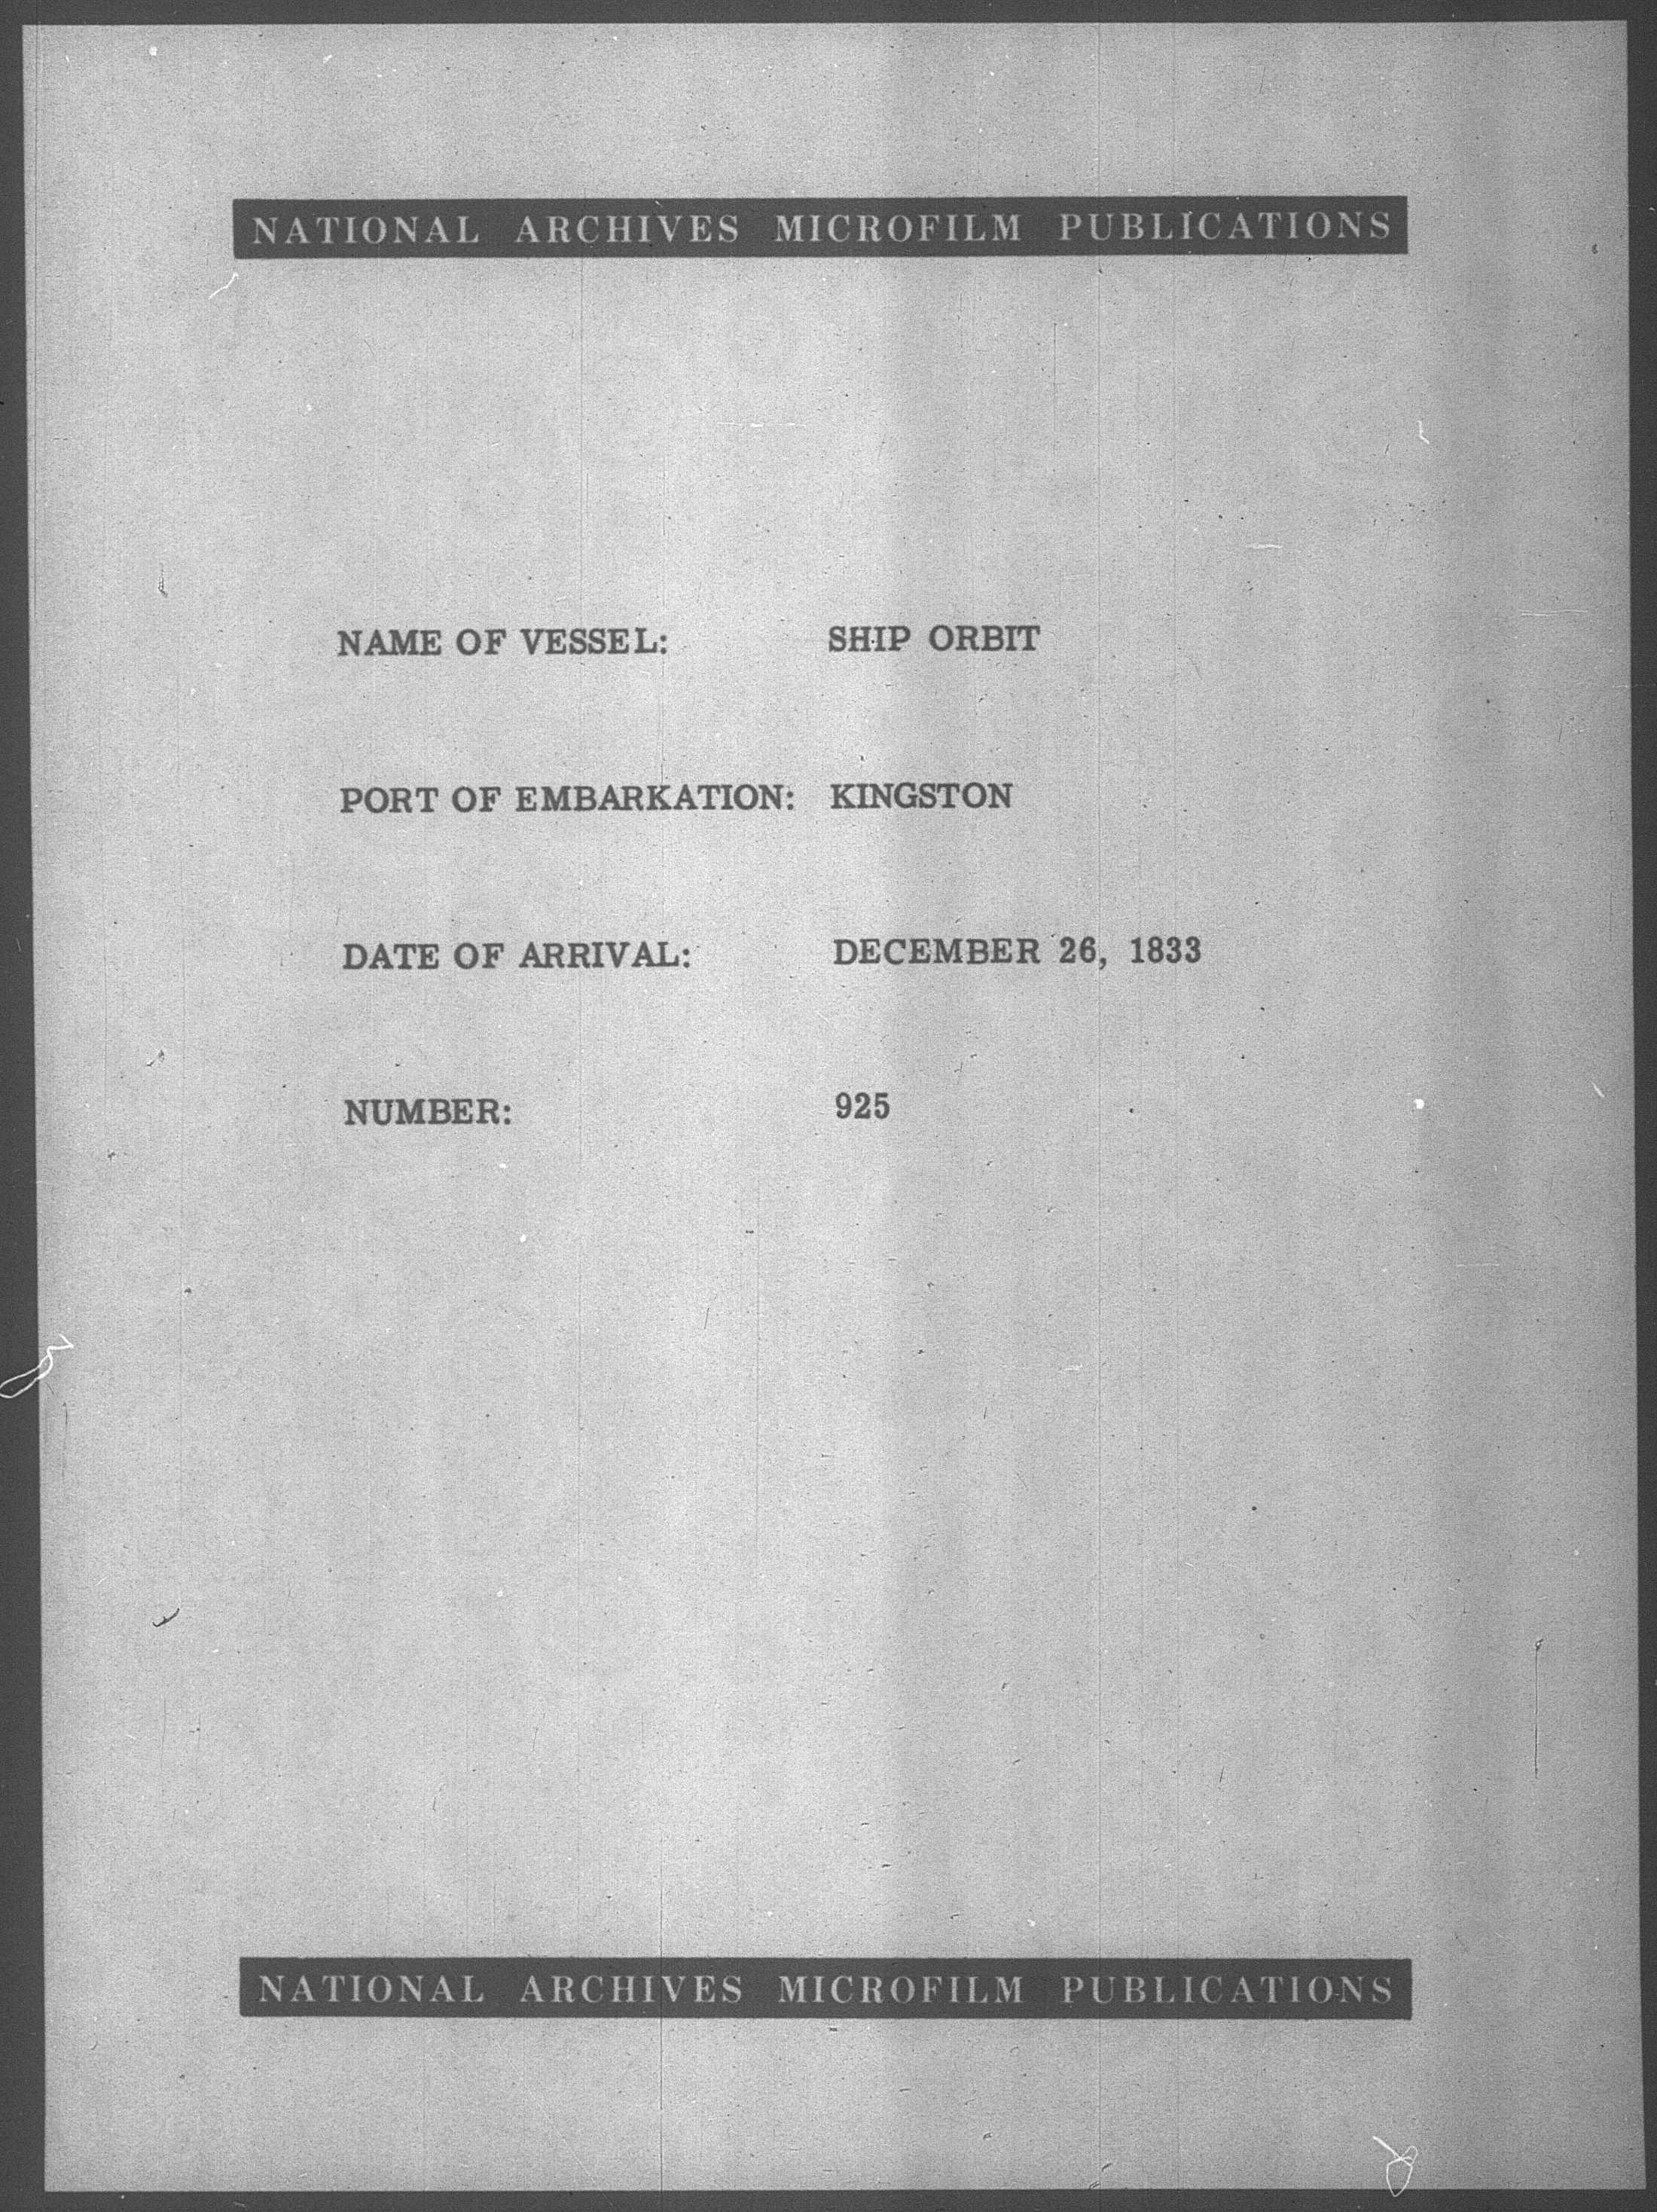 NATIONAL ARCHIVES MICROFILM PUBLICATIONS
NAME OF VESSEL: SHIP ORBIT
PORT OF EMBARKATION: KINGSTON
DATE OF ARRIVAL: DECEMBER 26, 1833
NUMBER: 925
NATIONAL ARCHIVES MICROFILM PUBLICATIONS